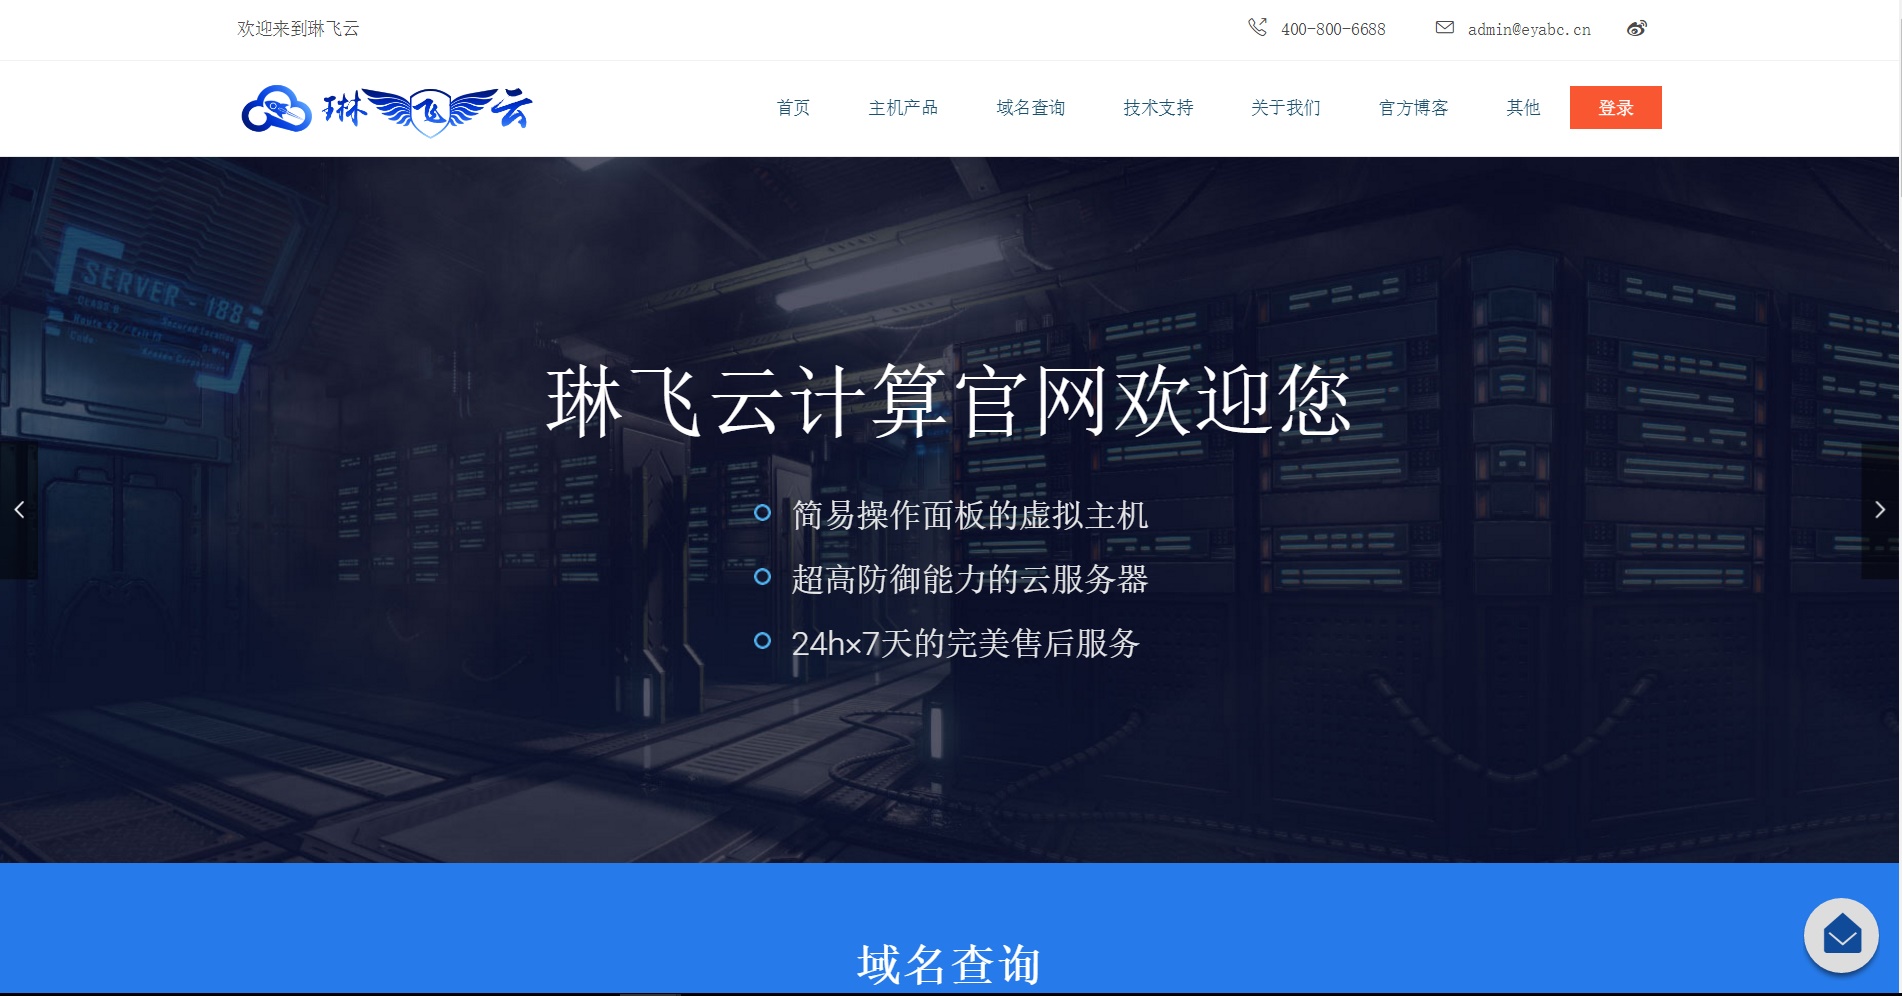 欢迎来到琳飞云
400-800-6688
admin@eyabc.cn
琳飞云
首页
主机产品
域名查询
技术支持
关于我们
官方博客
其他
登录
SERVER - 188
琳飞云计算官网欢迎您
简易操作面板的虚拟主机
超高防御能力的云服务器
24h×7天的完美售后服务
域名查询